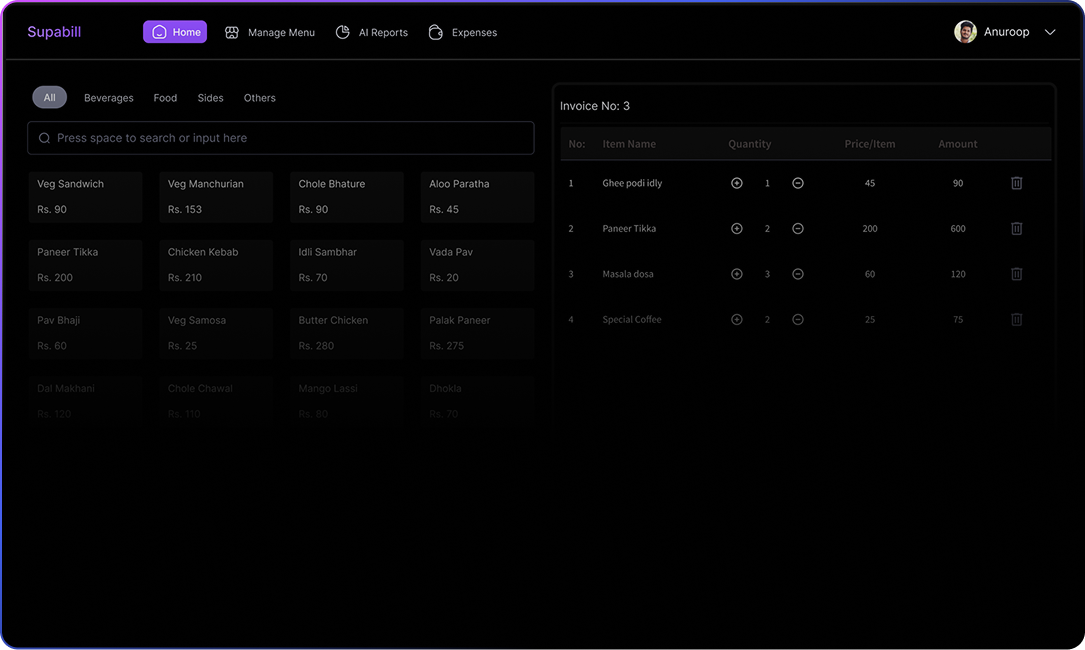 Supabill Home Manage Menu AI Reports Expenses Anuroop
All Beverages Food Sides Others
Press space to search or input here
Veg Sandwich Veg Manchurian Chole Bhature Aloo Paratha
Rs. 90 Rs. 153 Rs. 90 Rs. 45
Paneer Tikka Chicken Kebab Idli Sambhar Vada Pav
Rs. 200 Rs. 210 Rs. 70 Rs. 20
Pav Bhaji Veg Samosa Butter Chicken Palak Paneer
Rs. 60 Rs. 25 Rs. 280 Rs. 275
Dal Makhani Chole Chawal Mango Lassi Dhokla
Rs. 120 Rs. 110 Rs. 80 Rs. 70
Invoice No: 3
No: Item Name Quantity Price/Item Amount
1 Ghee podi idly 1 45 90
2 Paneer Tikka 2 200 600
3 Masala dosa 3 60 120
4 Special Coffee 2 25 75